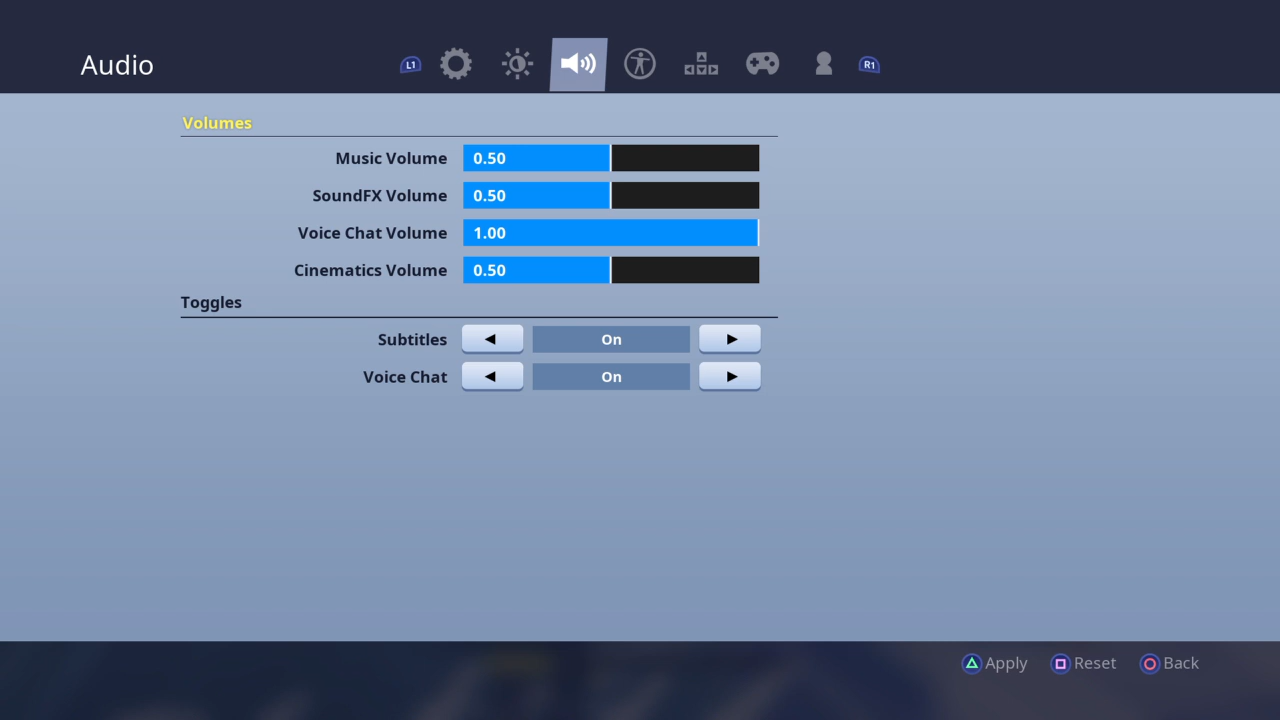 Audio
L1
R1
Volumes
Music Volume 0.50
SoundFX Volume 0.50
Voice Chat Volume 1.00
Cinematics Volume 0.50
Toggles
Subtitles On
Voice Chat On
Apply Reset Back